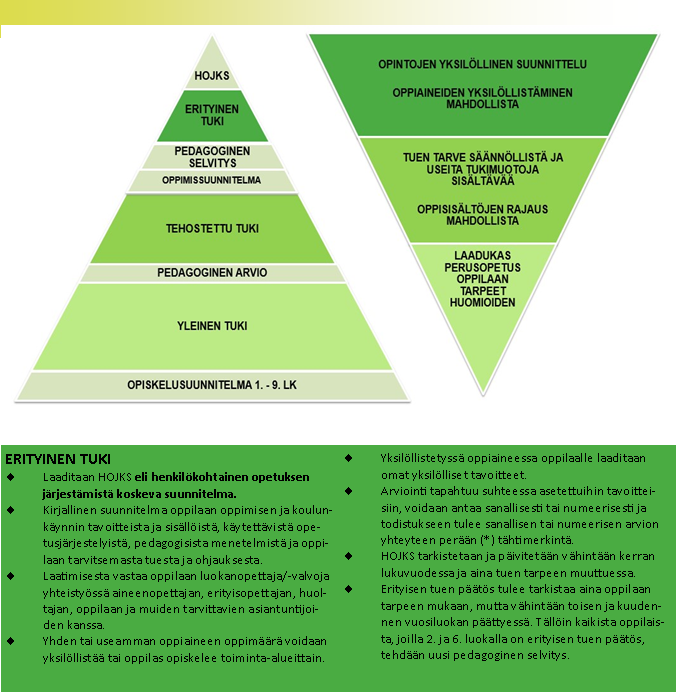 HOJKS
ERITYINEN
TUKI
PEDAGOGINEN
SELVITYS
OPPIMISSUUNNITELMA
TEHOSTETTU TUKI
PEDAGOGINEN ARVIO
YLEINEN TUKI
OPISKELUSUUNNITELMA 1. - 9. LK
OPINTOJEN YKSILÖLLINEN SUUNNITTELU
OPPIAINEIDEN YKSILÖLLISTÄMINEN
MAHDOLLISTA
TUEN TARVE SÄÄNNÖLLISTÄ JA
USEITA TUKIMUOTOJA
SISÄLTÄVÄÄ
OPPISISÄLTÖJEN RAJAUS
MAHDOLLISTA
LAADUKAS
PERUSOPETUS
OPPILAAN
TARPEET
HUOMIOIDEN
ERITYINEN TUKI
◆ Laaditaan HOJKS eli henkilökohtainen opetuksen
järjestämistä koskeva suunnitelma.
◆ Kirjallinen suunnitelma oppilaan oppimisen ja koulun-
käynnin tavoitteista ja sisällöistä, käytettävistä ope-
tusjärjestelyistä, pedagogisista menetelmistä ja oppi-
laan tarvitsemasta tuesta ja ohjauksesta.
◆ Laatimisesta vastaa oppilaan luokanopettaja/-valvoja
yhteistyössä aineenopettajan, erityisopettajan, huol-
tajan, oppilaan ja muiden tarvittavien asiantuntijoi-
den kanssa.
◆ Yhden tai useamman oppiaineen oppimäärä voidaan
yksilöllistää tai oppilas opiskelee toiminta-alueittain.
◆ Yksilöllistetyssä oppiaineessa oppilaalle laaditaan
omat yksilölliset tavoitteet.
◆ Arviointi tapahtuu suhteessa asetettuihin tavoittei-
siin, voidaan antaa sanallisesti tai numeerisesti ja
todistukseen tulee sanallisen tai numeerisen arvion
yhteyteen perään (*) tähtimerkintä.
◆ HOJKS tarkistetaan ja päivitetään vähintään kerran
lukuvuodessa ja aina tuen tarpeen muuttuessa.
◆ Erityisen tuen päätös tulee tarkistaa aina oppilaan
tarpeen mukaan, mutta vähintään toisen ja kuuden-
nen vuosiluokan päättyessä. Tällöin kaikista oppilais-
ta, joilla 2. ja 6. luokalla on erityisen tuen päätös,
tehdään uusi pedagoginen selvitys.